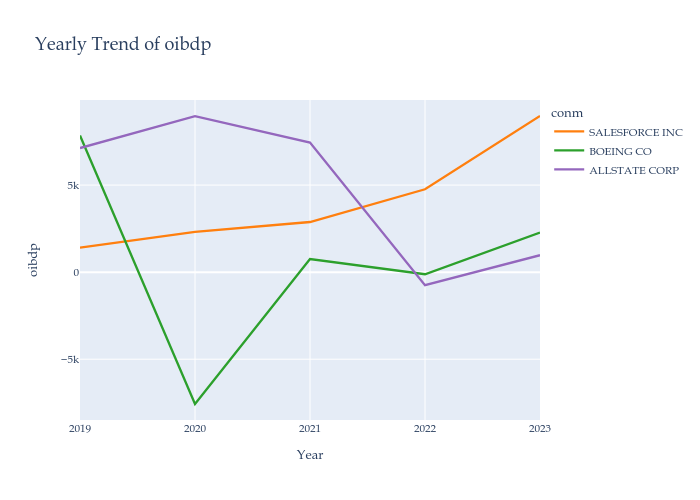 Yearly Trend of oibdp
conm
SALESFORCE INC
BOEING CO
ALLSTATE CORP
5k
0
−5k
oibdp
2019
2020
2021
2022
2023
Year